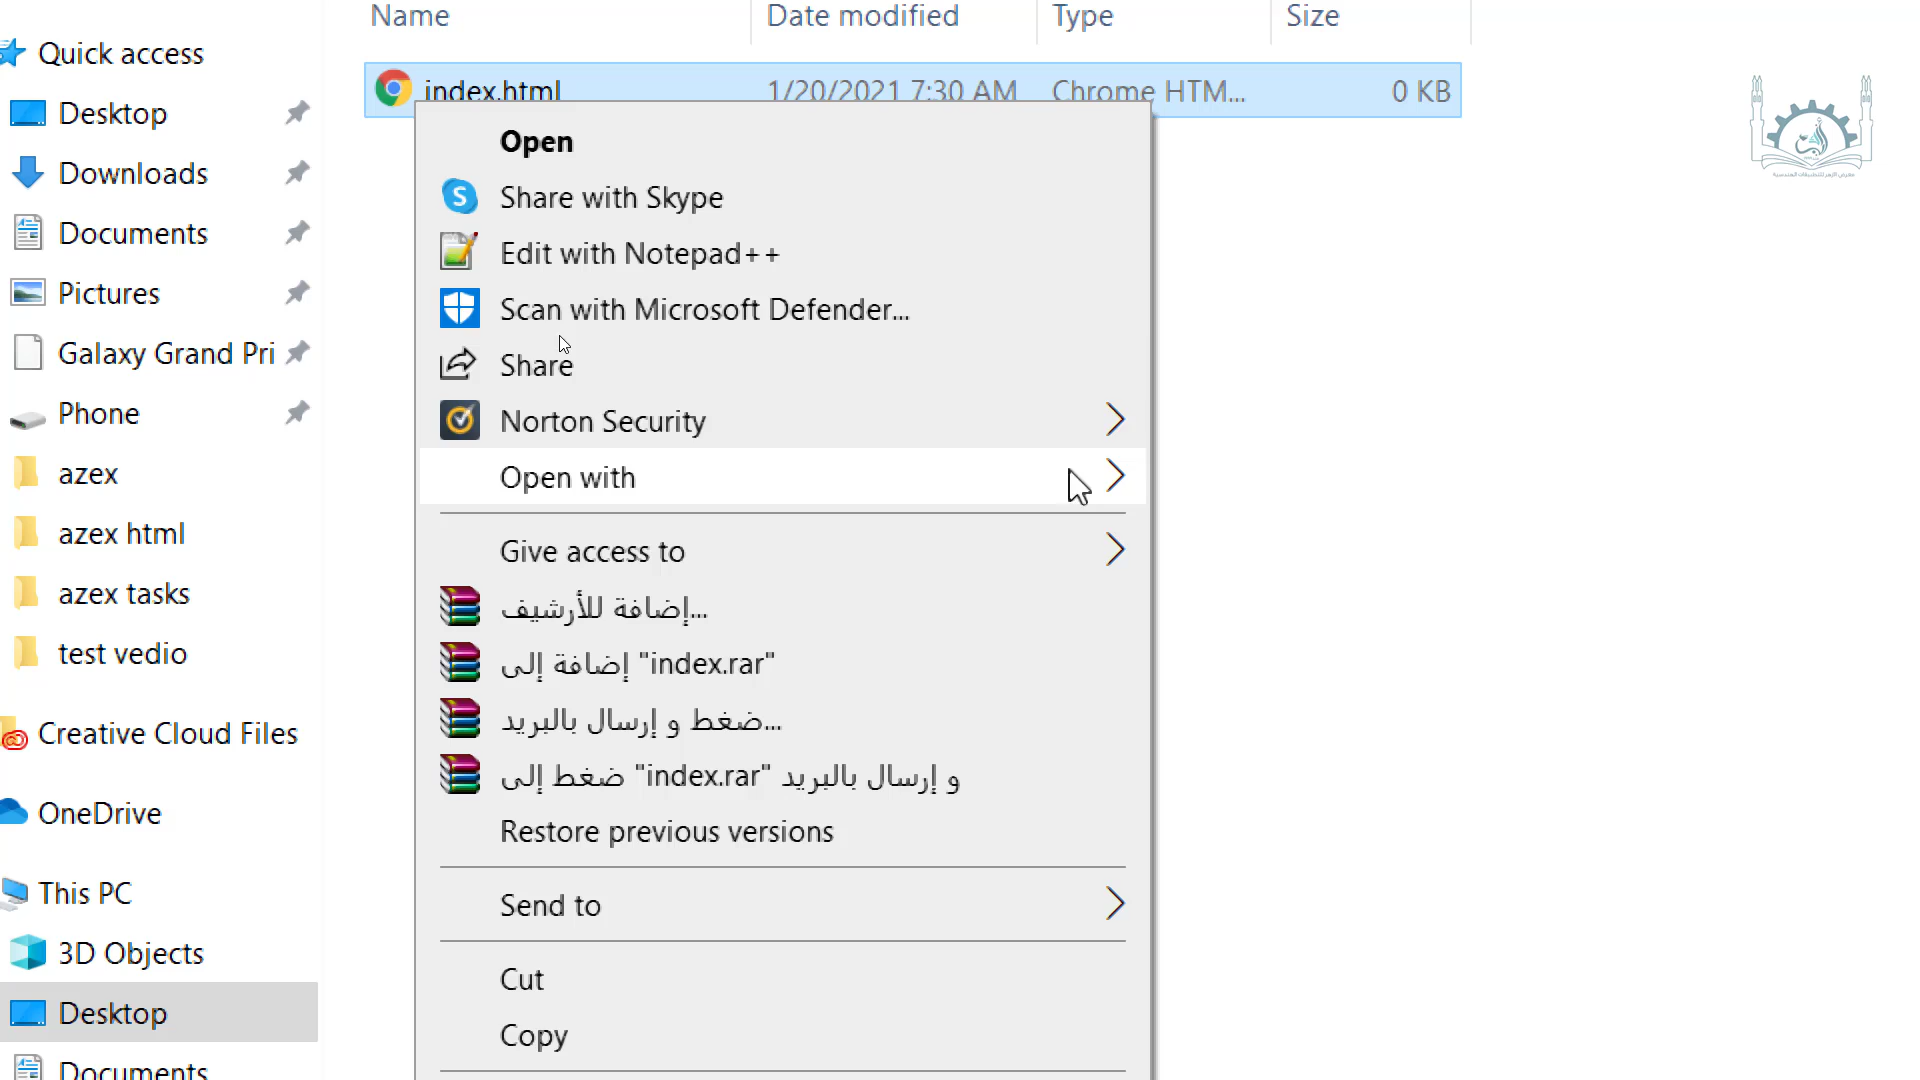 Name Date modified Type Size
Quick access
Desktop
Downloads
Documents
Pictures
Galaxy Grand Pri
Phone
azex
azex html
azex tasks
test vedio
Creative Cloud Files
OneDrive
This PC
3D Objects
Desktop
Documents
index.html 1/20/2021 7:30 AM Chrome HTM... 0 KB
Open
Share with Skype
Edit with Notepad++
Scan with Microsoft Defender...
Share
Norton Security
Open with
Give access to
إضافة للأرشيف...
إضافة إلى "index.rar"
ضغط و إرسال بالبريد...
ضغط إلى "index.rar" و إرسال بالبريد
Restore previous versions
Send to
Cut
Copy
معرض الأزهر للتطبيقات الهندسية